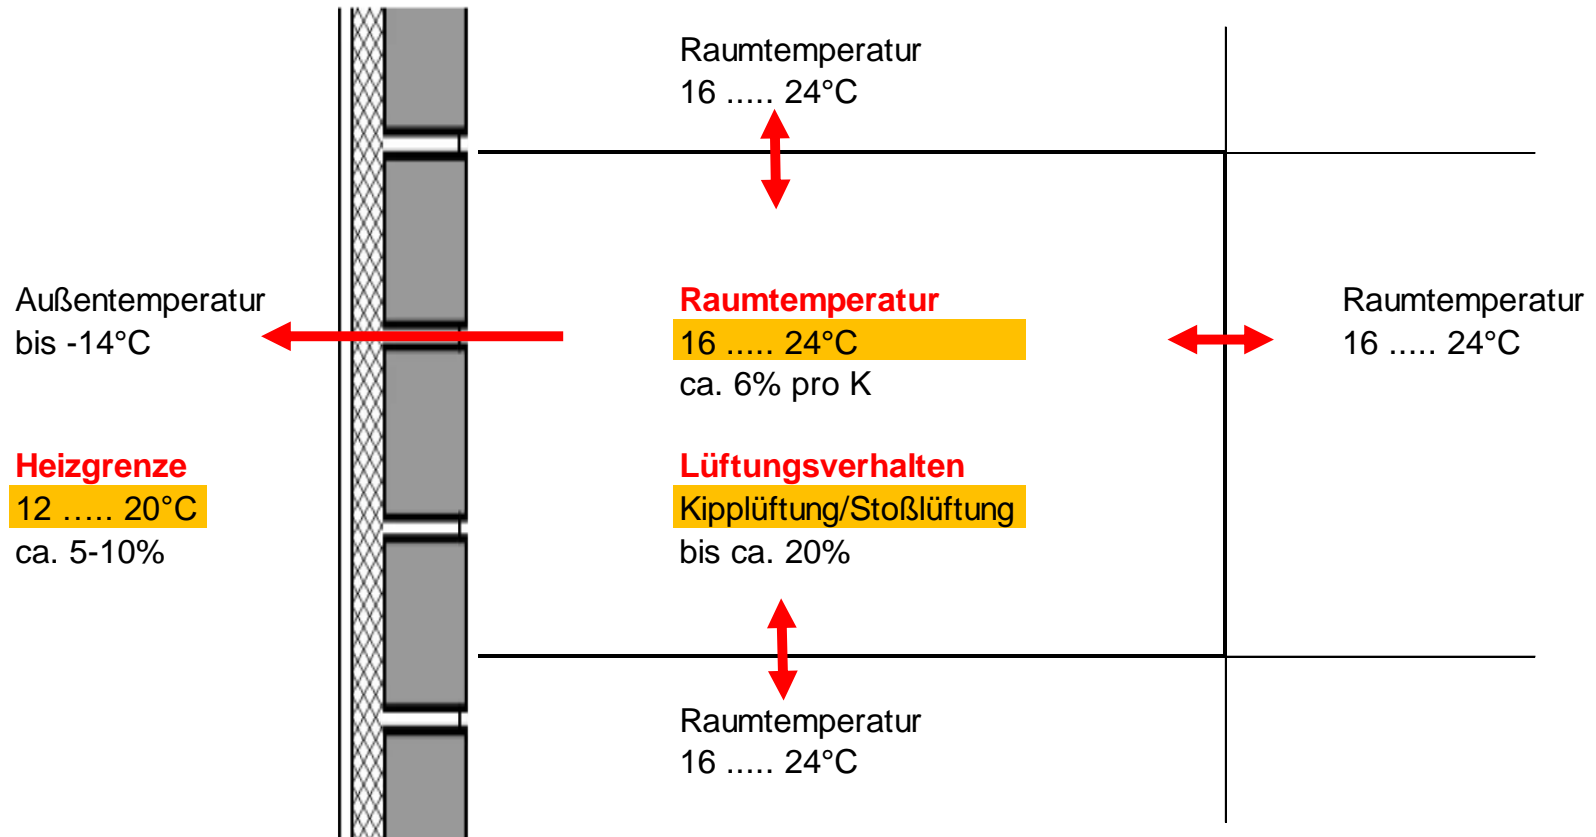 Raumtemperatur
16 ..... 24°C
Außentemperatur
bis -14°C
Heizgrenze
12 ..... 20°C
ca. 5-10%
Raumtemperatur
16 ..... 24°C
ca. 6% pro K
Lüftungsverhalten
Kipplüftung/Stoßlüftung
bis ca. 20%
Raumtemperatur
16 ..... 24°C
Raumtemperatur
16 ..... 24°C